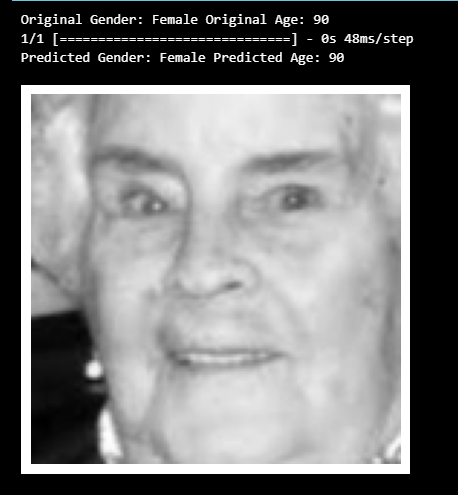 Original Gender: Female Original Age: 90
1/1 [==============================] - 0s 48ms/step
Predicted Gender: Female Predicted Age: 90